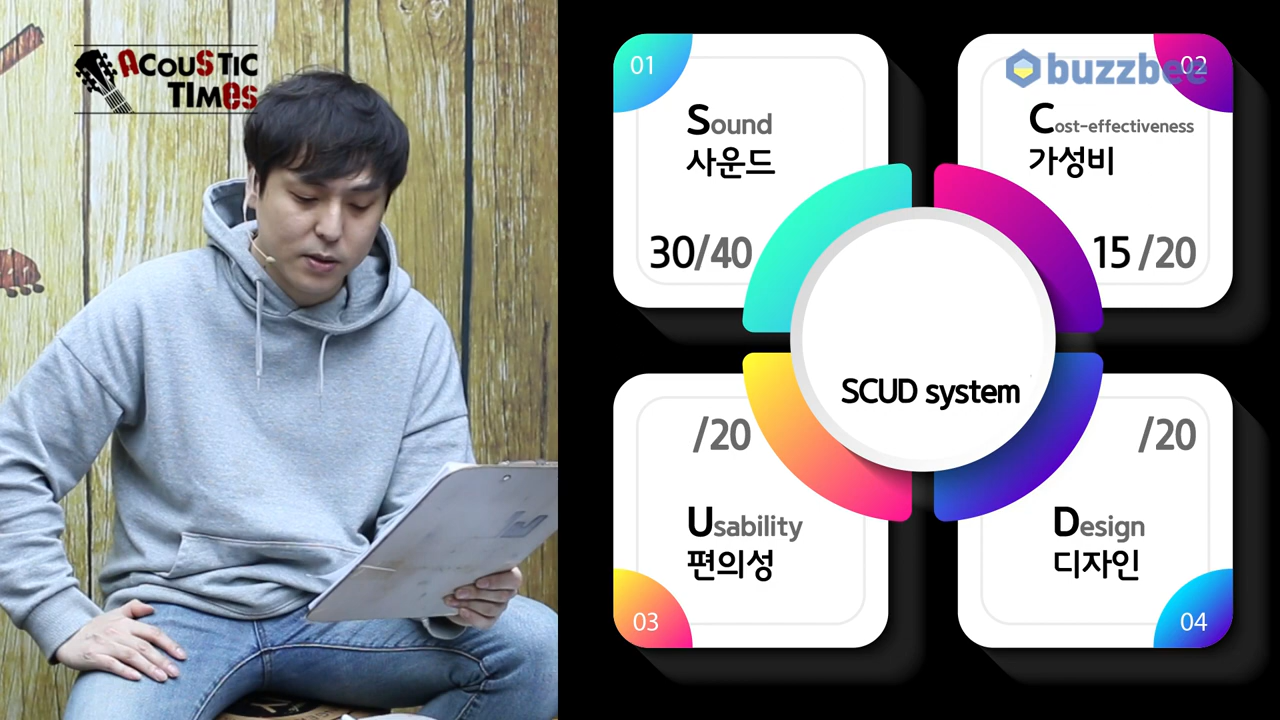 ACOUSTIC
TIMES
01
Sound
사운드
30/40
buzzbee
02
Cost-effectiveness
가성비
15/20
SCUD system
/20
Usability
편의성
03
/20
Design
디자인
04